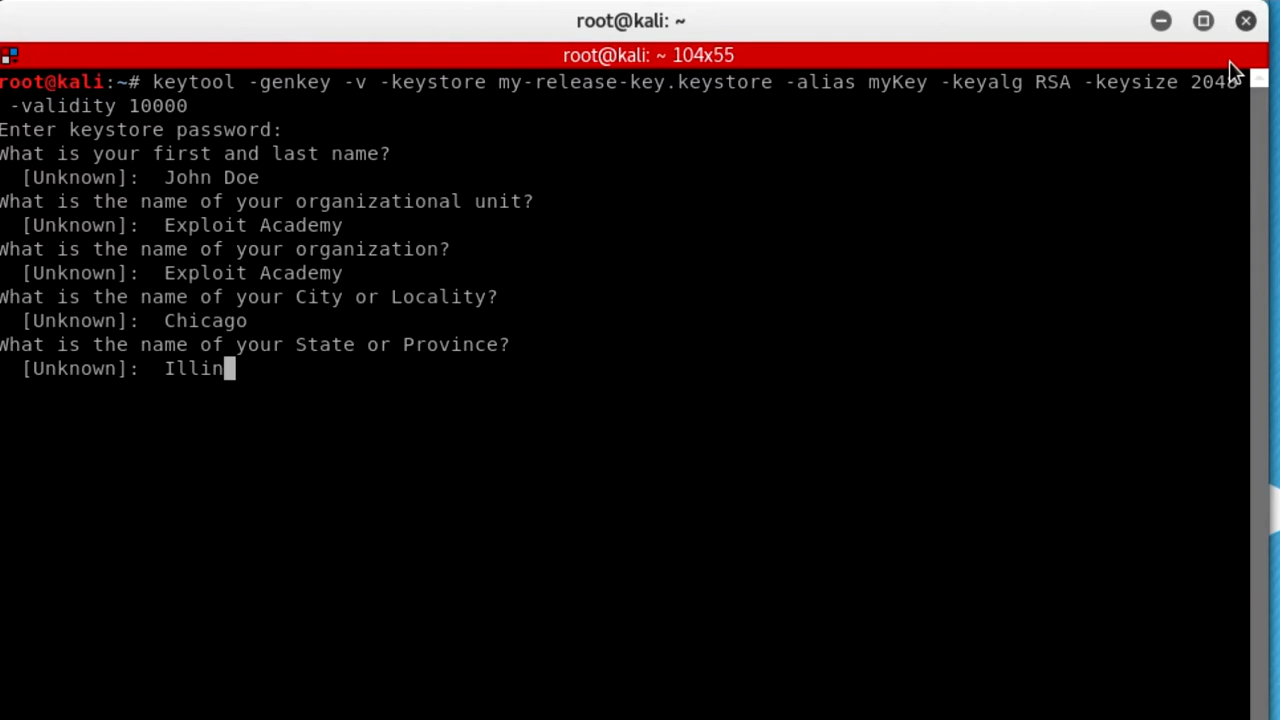 root@kali: ~
root@kali: ~ 104x55
root@kali:~# keytool -genkey -v -keystore my-release-key.keystore -alias myKey -keyalg RSA -keysize 2048
-validity 10000
Enter keystore password:
What is your first and last name?
[Unknown]: John Doe
What is the name of your organizational unit?
[Unknown]: Exploit Academy
What is the name of your organization?
[Unknown]: Exploit Academy
What is the name of your City or Locality?
[Unknown]: Chicago
What is the name of your State or Province?
[Unknown]: Illin